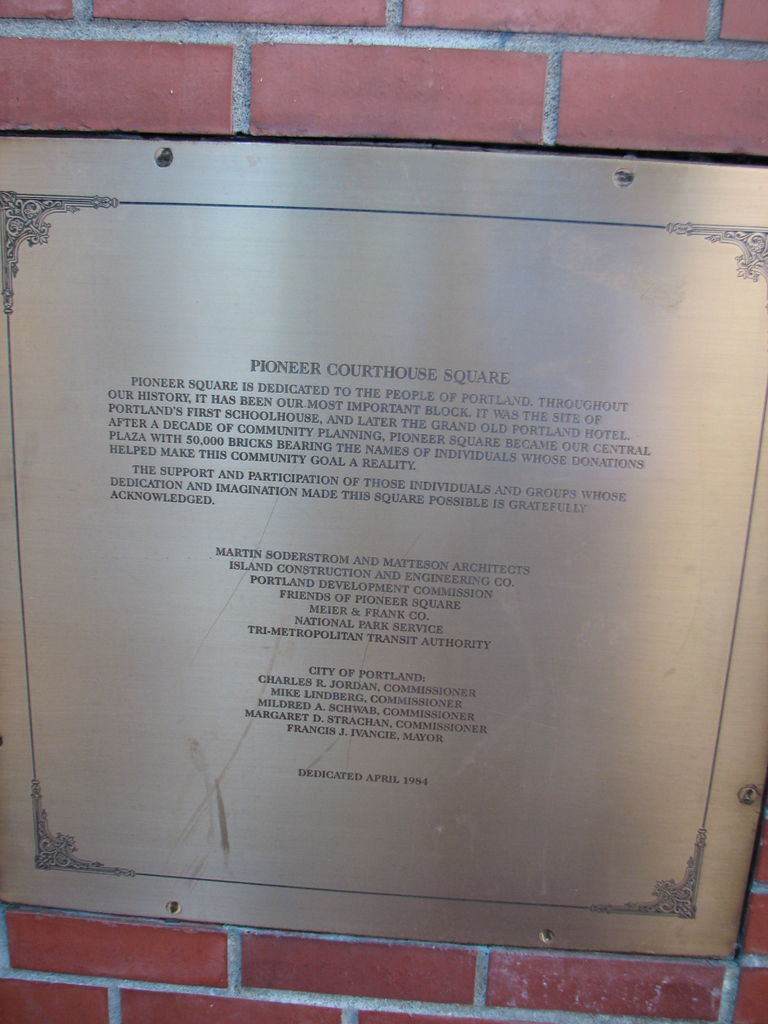 PIONEER COURTHOUSE SQUARE
PIONEER SQUARE IS DEDICATED TO THE PEOPLE OF PORTLAND. THROUGHOUT
OUR HISTORY, IT HAS BEEN OUR MOST IMPORTANT BLOCK. IT WAS THE SITE OF
PORTLAND'S FIRST SCHOOLHOUSE, AND LATER THE GRAND OLD PORTLAND HOTEL.
AFTER A DECADE OF COMMUNITY PLANNING, PIONEER SQUARE BECAME OUR CENTRAL
PLAZA WITH 50,000 BRICKS BEARING THE NAMES OF INDIVIDUALS WHOSE DONATIONS
HELPED MAKE THIS COMMUNITY GOAL A REALITY.
THE SUPPORT AND PARTICIPATION OF THOSE INDIVIDUALS AND GROUPS WHOSE
DEDICATION AND IMAGINATION MADE THIS SQUARE POSSIBLE IS GRATEFULLY
ACKNOWLEDGED.
MARTIN SODERSTROM AND MATTESON ARCHITECTS
ISLAND CONSTRUCTION AND ENGINEERING CO.
PORTLAND DEVELOPMENT COMMISSION
FRIENDS OF PIONEER SQUARE
MEIER & FRANK CO.
NATIONAL PARK SERVICE
TRI-METROPOLITAN TRANSIT AUTHORITY
CITY OF PORTLAND:
CHARLES R. JORDAN, COMMISSIONER
MIKE LINDBERG, COMMISSIONER
MILDRED A. SCHWAB, COMMISSIONER
MARGARET D. STRACHAN, COMMISSIONER
FRANCIS J. IVANCIE, MAYOR
DEDICATED APRIL 1984